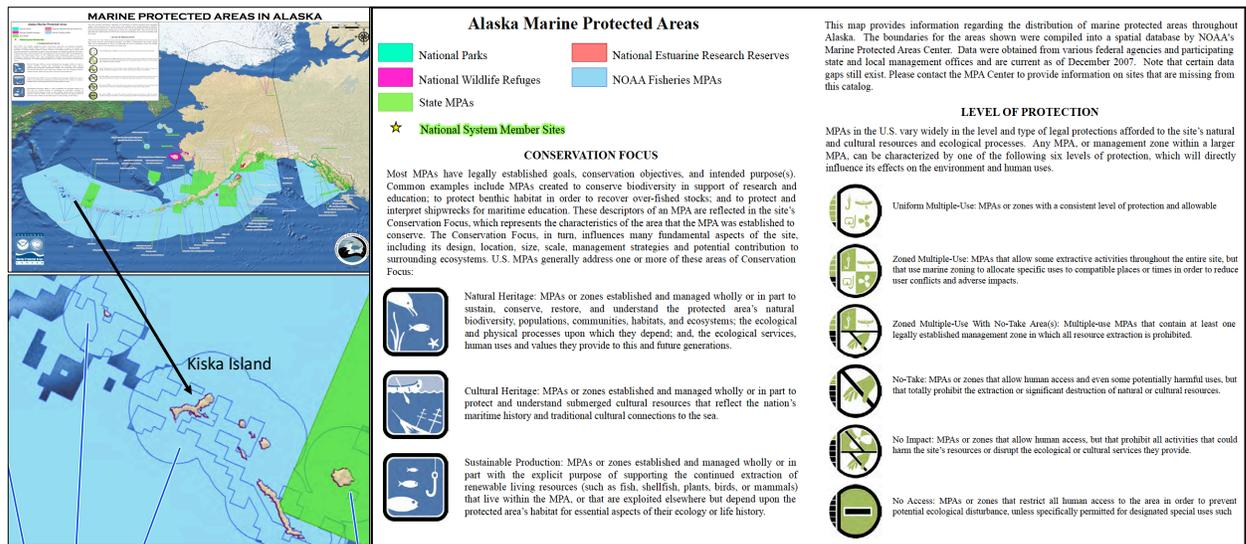 MARINE PROTECTED AREAS IN ALASKA
Kiska Island
Alaska Marine Protected Areas
National Parks
National Estuarine Research Reserves
National Wildlife Refuges
NOAA Fisheries MPAs
State MPAs
National System Member Sites
CONSERVATION FOCUS
Most MPAs have legally established goals, conservation objectives, and intended purpose(s).
Common examples include MPAs created to conserve biodiversity in support of research and
education; to protect benthic habitat in order to recover over-fished stocks; and to protect and
interpret shipwrecks for maritime education. These descriptors of an MPA are reflected in the site's
Conservation Focus, which represents the characteristics of the area that the MPA was established to
conserve. The Conservation Focus, in turn, influences many fundamental aspects of the site,
including its design, location, size, scale, management strategies and potential contribution to
surrounding ecosystems. U.S. MPAs generally address one or more of these areas of Conservation
Focus:
Natural Heritage: MPAs or zones established and managed wholly or in part to
sustain, conserve, restore, and understand the protected area's natural
biodiversity, populations, communities, habitats, and ecosystems; the ecological
and physical processes upon which they depend; and, the ecological services,
human uses and values they provide to this and future generations.
Cultural Heritage: MPAs or zones established and managed wholly or in part to
protect and understand submerged cultural resources that reflect the nation's
maritime history and traditional cultural connections to the sea.
Sustainable Production: MPAs or zones established and managed wholly or in
part with the explicit purpose of supporting the continued extraction of
renewable living resources (such as fish, shellfish, plants, birds, or mammals)
that live within the MPA, or that are exploited elsewhere but depend upon the
protected area's habitat for essential aspects of their ecology or life history.
This map provides information regarding the distribution of marine protected areas throughout
Alaska. The boundaries for the areas shown were compiled into a spatial database by NOAA's
Marine Protected Areas Center. Data were obtained from various federal agencies and participating
state and local management offices and are current as of December 2007. Note that certain data
gaps still exist. Please contact the MPA Center to provide information on sites that are missing from
this catalog.
LEVEL OF PROTECTION
MPAs in the U.S. vary widely in the level and type of legal protections afforded to the site's natural
and cultural resources and ecological processes. Any MPA, or management zone within a larger
MPA, can be characterized by one of the following six levels of protection, which will directly
influence its effects on the environment and human uses.
Uniform Multiple-Use: MPAs or zones with a consistent level of protection and allowable
Zoned Multiple-Use: MPAs that allow some extractive activities throughout the entire site, but
that use marine zoning to allocate specific uses to compatible places or times in order to reduce
user conflicts and adverse impacts.
Zoned Multiple-Use With No-Take Area(s): Multiple-use MPAs that contain at least one
legally established management zone in which all resource extraction is prohibited.
No-Take: MPAs or zones that allow human access and even some potentially harmful uses, but
that totally prohibit the extraction or significant destruction of natural or cultural resources.
No Impact: MPAs or zones that allow human access, but that prohibit all activities that could
harm the site's resources or disrupt the ecological or cultural services they provide.
No Access: MPAs or zones that restrict all human access to the area in order to prevent
potential ecological disturbance, unless specifically permitted for designated special uses such